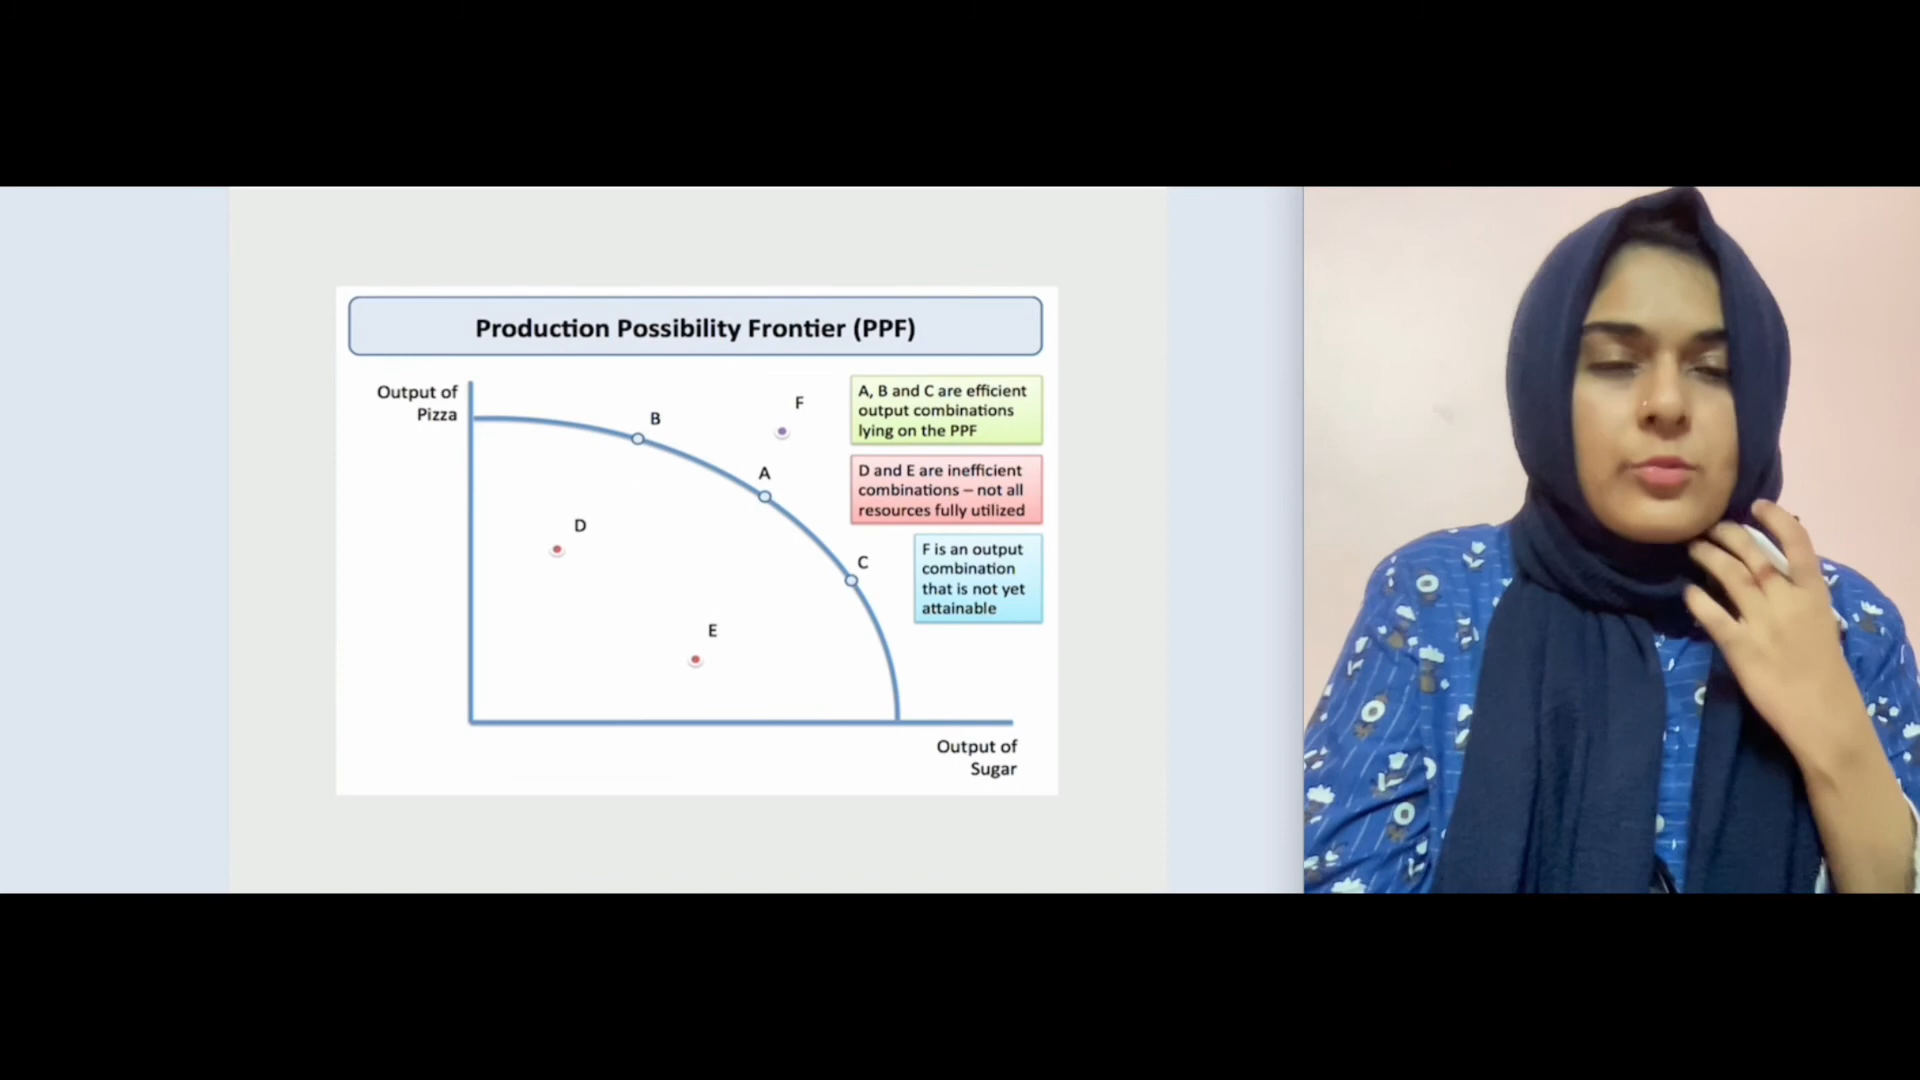 Production Possibility Frontier (PPF)
Output of
Pizza
B
F
A
D
C
E
A, B and C are efficient
output combinations
lying on the PPF
D and E are inefficient
combinations – not all
resources fully utilized
F is an output
combination
that is not yet
attainable
Output of
Sugar